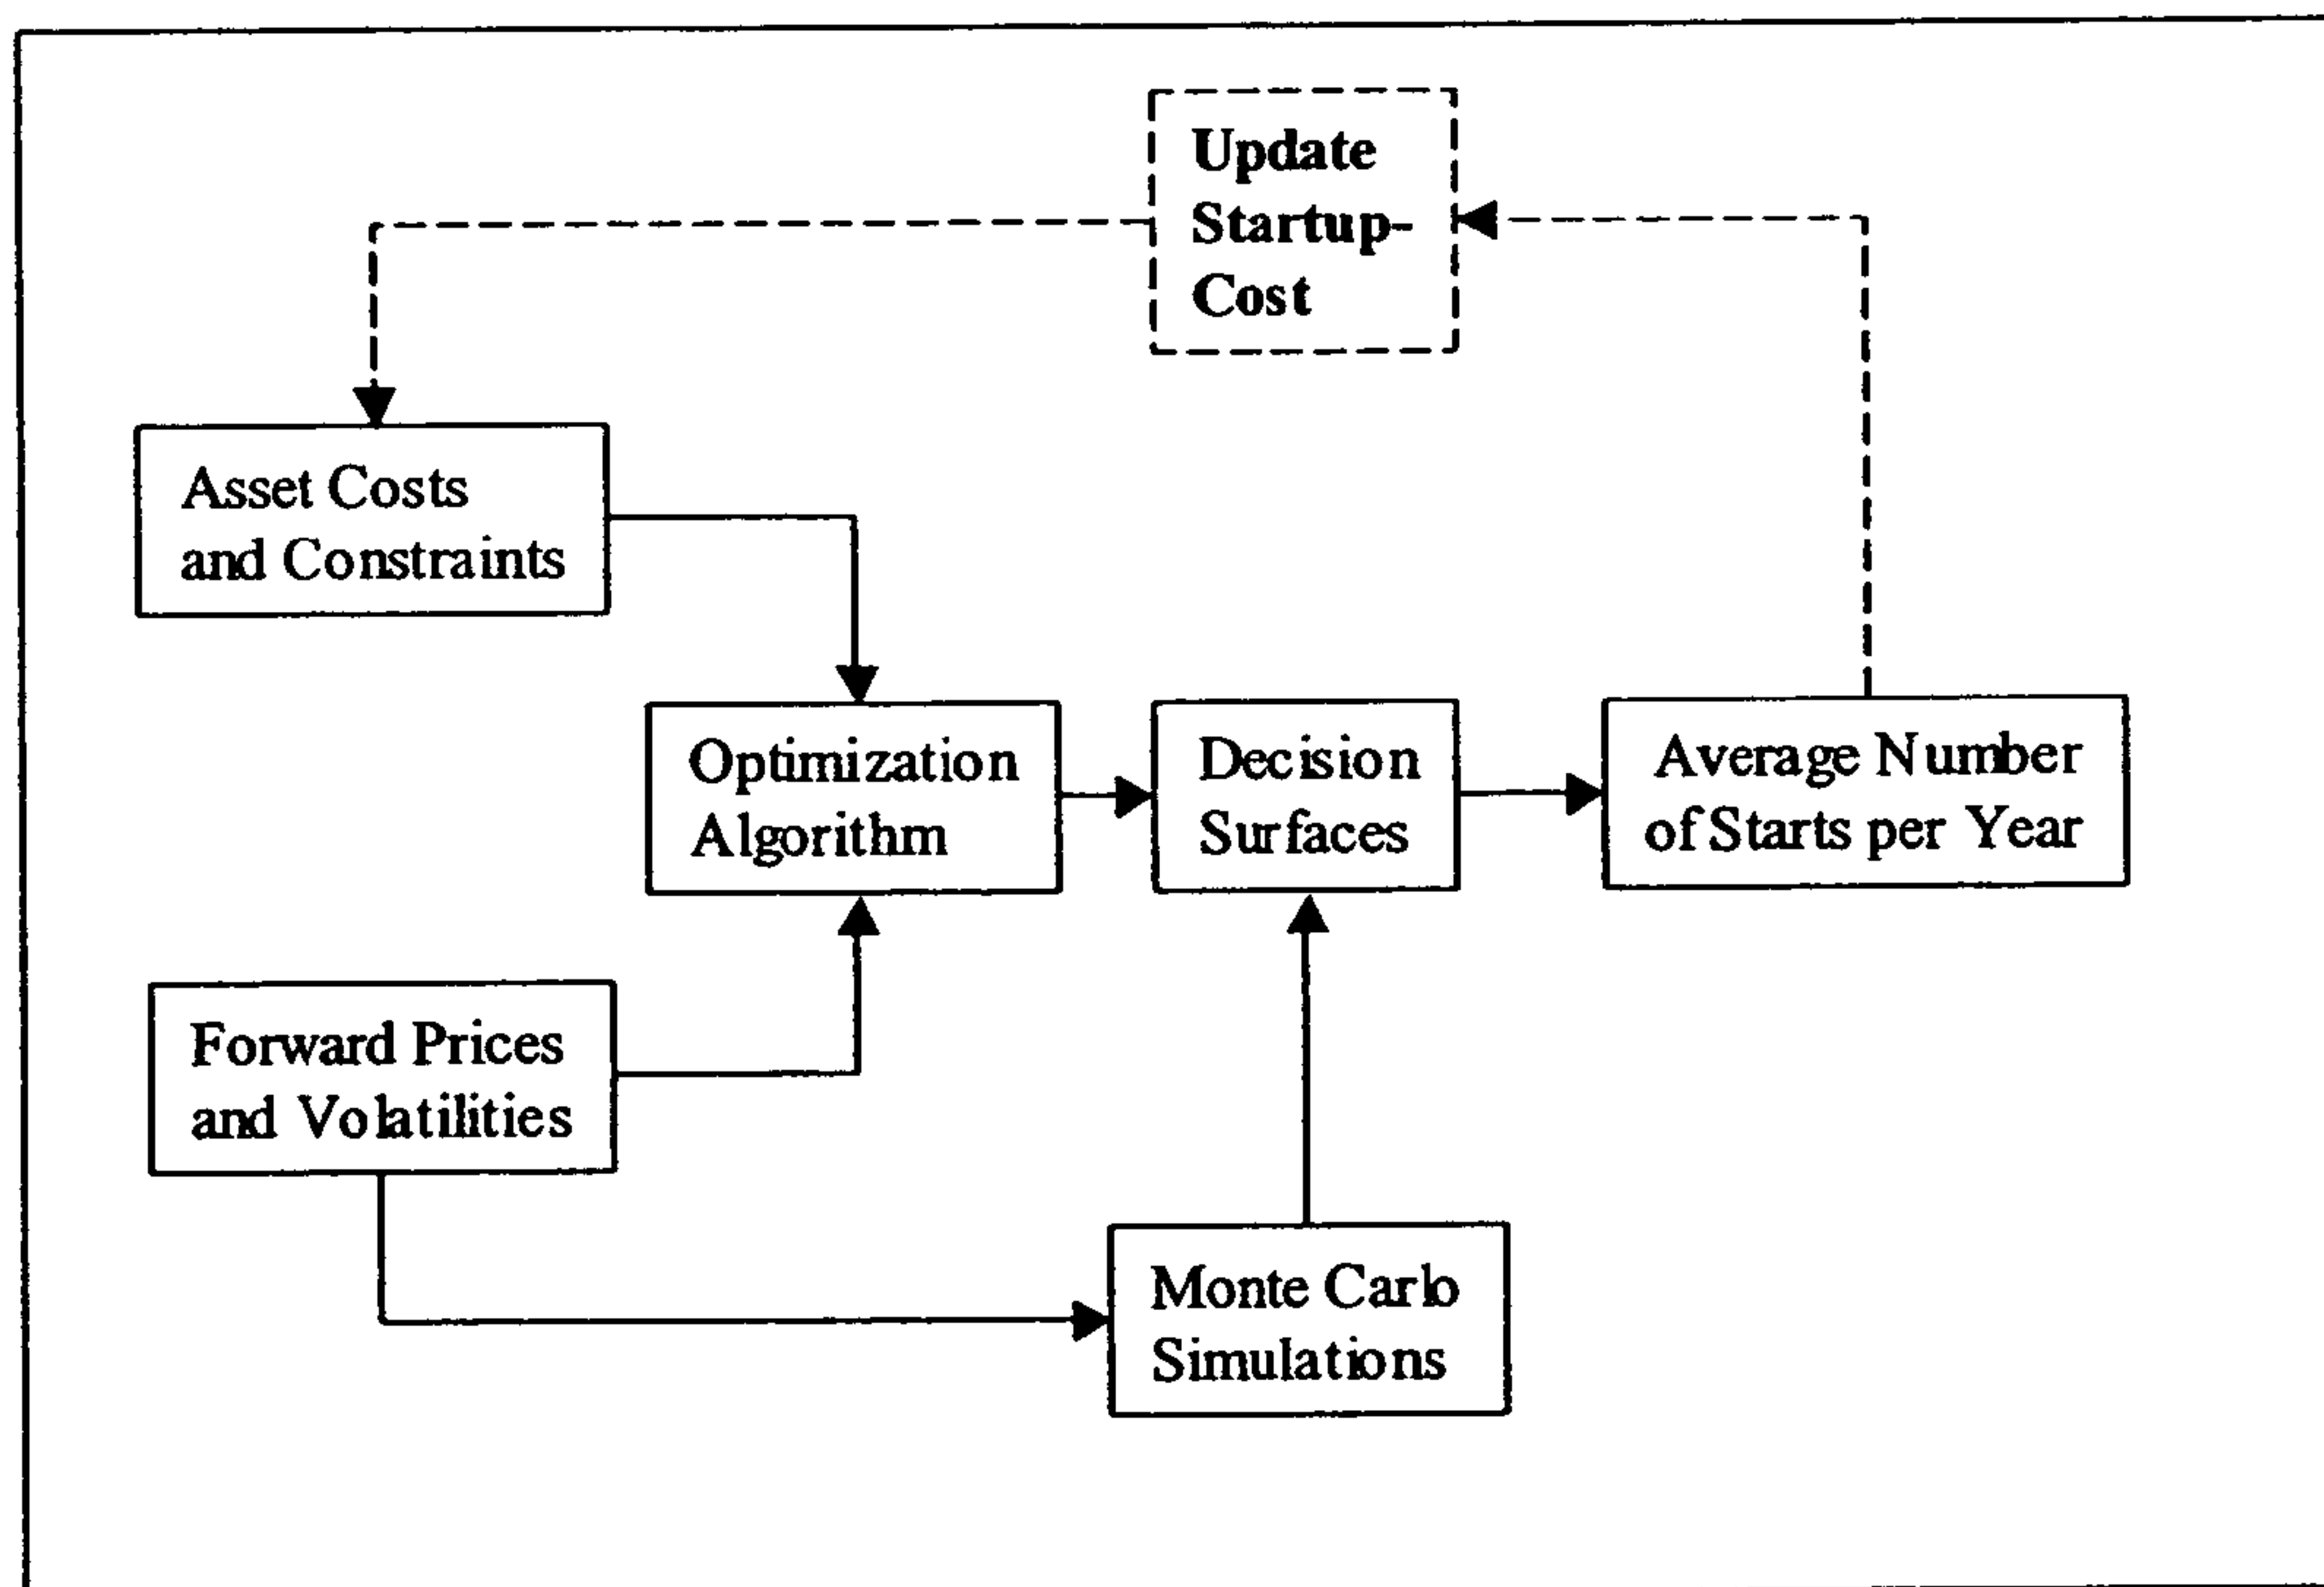 Update
Startup-
Cost
Asset Costs
and Constraints
Optimization
Algorithm
Decision
Surfaces
Average Number
of Starts per Year
Forward Prices
and Volatilities
Monte Carlo
Simulations